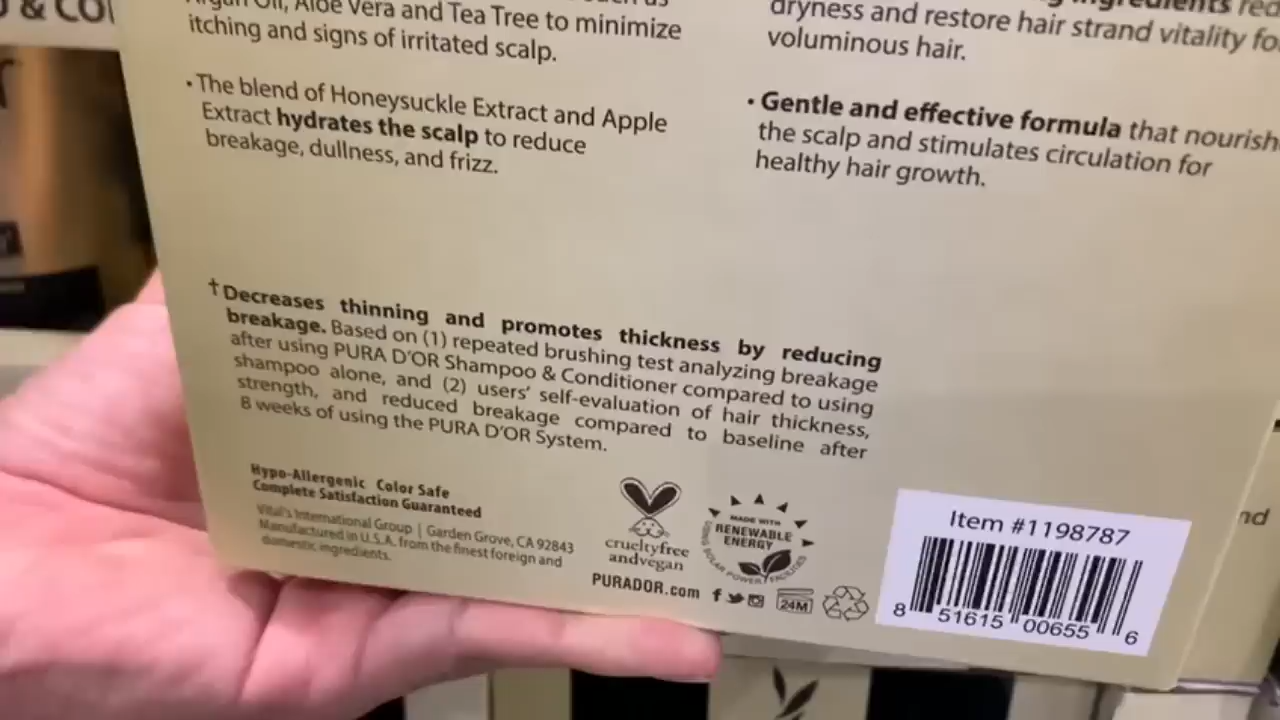 & CO
Argan Oil, Aloe Vera and Tea Tree to minimize
itching and signs of irritated scalp.
• The blend of Honeysuckle Extract and Apple
Extract hydrates the scalp to reduce
breakage, dullness, and frizz.
ingredients
dryness and restore hair strand vitality
voluminous hair.
• Gentle and effective formula that nourish
the scalp and stimulates circulation for
healthy hair growth.
†Decreases thinning and promotes thickness by reducing
breakage. Based on (1) repeated brushing test analyzing breakage
after using PURA D'OR Shampoo & Conditioner compared to using
shampoo alone, and (2) users' self-evaluation of hair thickness,
strength, and reduced breakage compared to baseline after
8 weeks of using the PURA D'OR System.
Hypo-Allergenic Color Safe
Complete Satisfaction Guaranteed
Vital's International Group | Garden Grove, CA 92843
Manufactured in U.S.A. from the finest foreign and
domestic ingredients.
crueltyfree
andvegan
MADE WITH
RENEWABLE
ENERGY
USING SOLAR POWER FACILITIES
PURADOR.com
24M
Item #1198787
8 51615 00655 6
nd